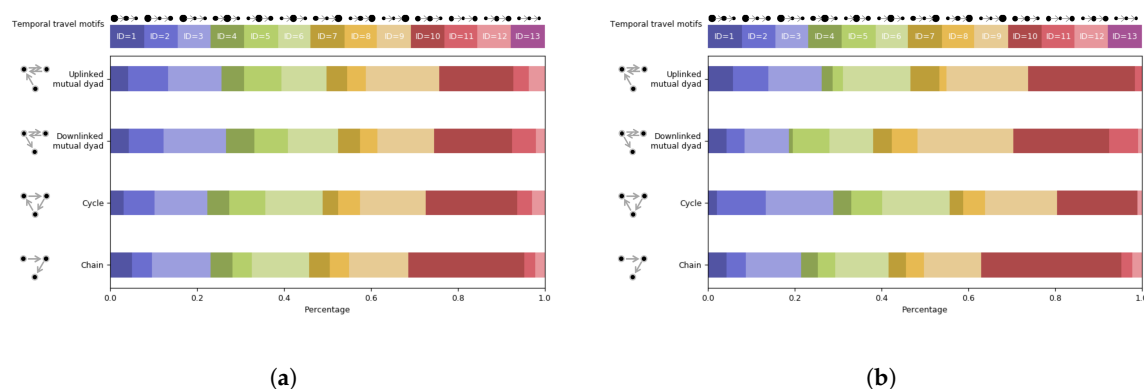 Temporal travel motifs
ID=1 ID=2 ID=3 ID=4 ID=5 ID=6 ID=7 ID=8 ID=9 ID=10 ID=11 ID=12 ID=13
Uplinked
mutual dyad
Downlinked
mutual dyad
Cycle
Chain
0.0 0.2 0.4 0.6 0.8 1.0
Percentage
(a)
Temporal travel motifs
ID=1 ID=2 ID=3 ID=4 ID=5 ID=6 ID=7 ID=8 ID=9 ID=10 ID=11 ID=12 ID=13
Uplinked
mutual dyad
Downlinked
mutual dyad
Cycle
Chain
0.0 0.2 0.4 0.6 0.8 1.0
Percentage
(b)